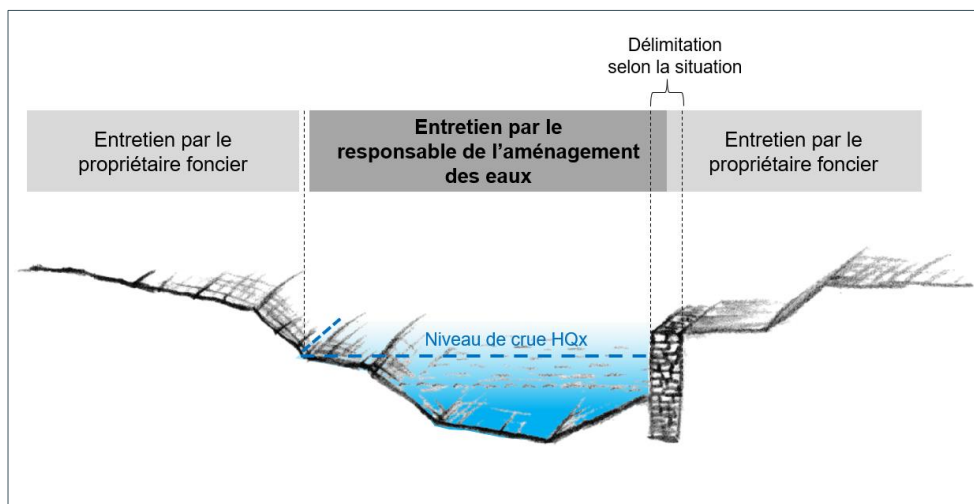 Délimitation
selon la situation
Entretien par le
propriétaire foncier
Entretien par le
responsable de l’aménagement
des eaux
Entretien par le
propriétaire foncier
Niveau de crue HQx